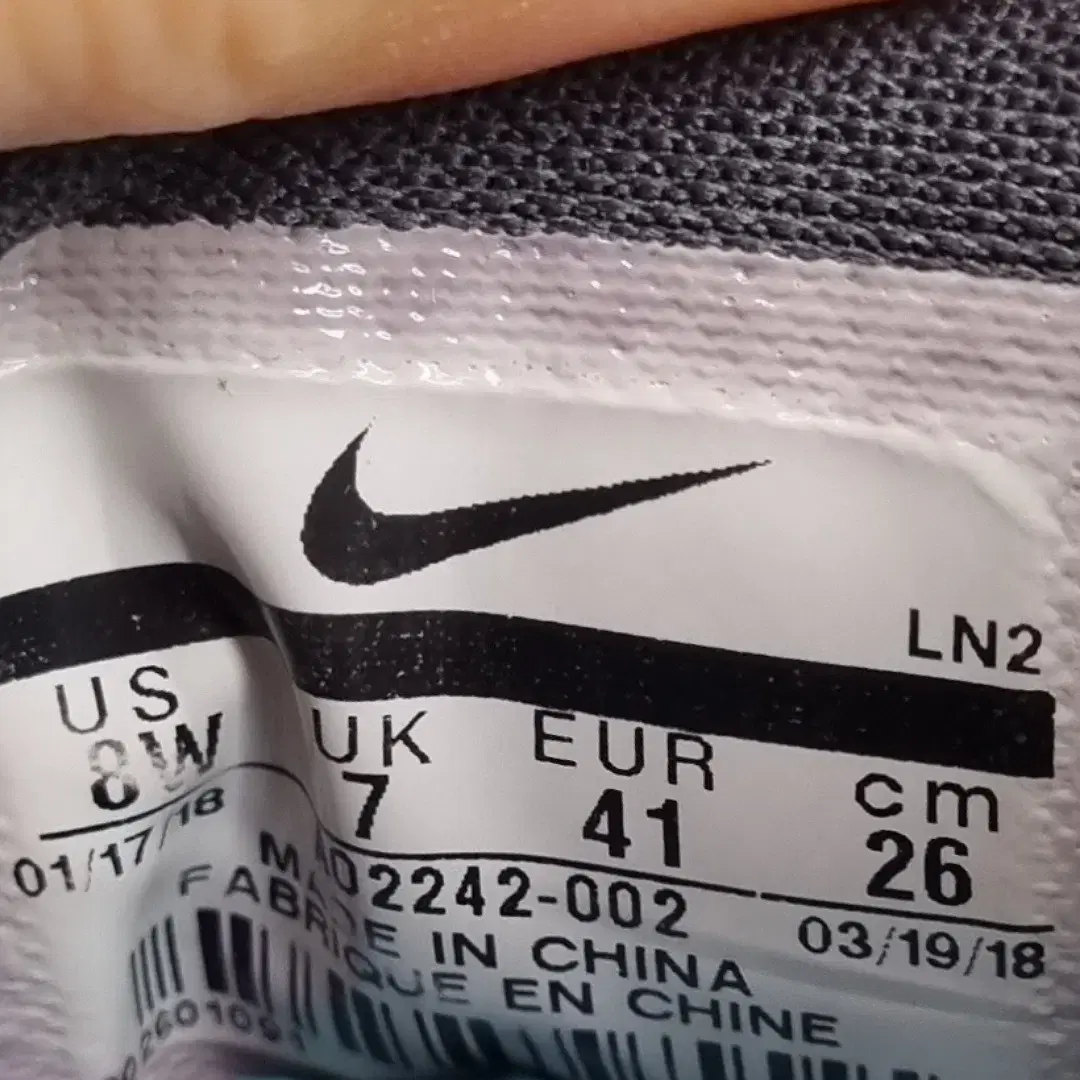 LN2
US UK EUR cm
8W 7 41 26
01/17/18 03/19/18
2242-002
MADE IN CHINA
FABRIQUE EN CHINE